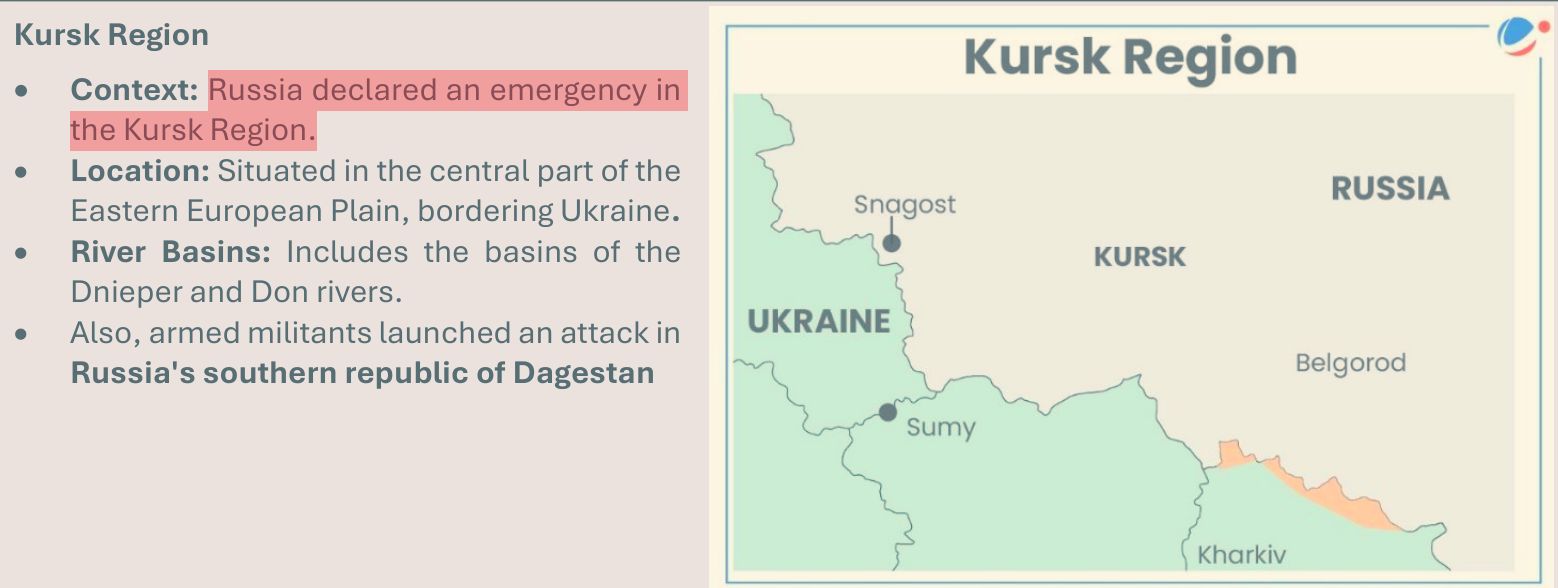 Kursk Region
• Context: Russia declared an emergency in
the Kursk Region.
• Location: Situated in the central part of the
Eastern European Plain, bordering Ukraine.
• River Basins: Includes the basins of the
Dnieper and Don rivers.
• Also, armed militants launched an attack in
Russia's southern republic of Dagestan
Kursk Region
RUSSIA
Snagost
KURSK
UKRAINE
Belgorod
Sumy
Kharkiv